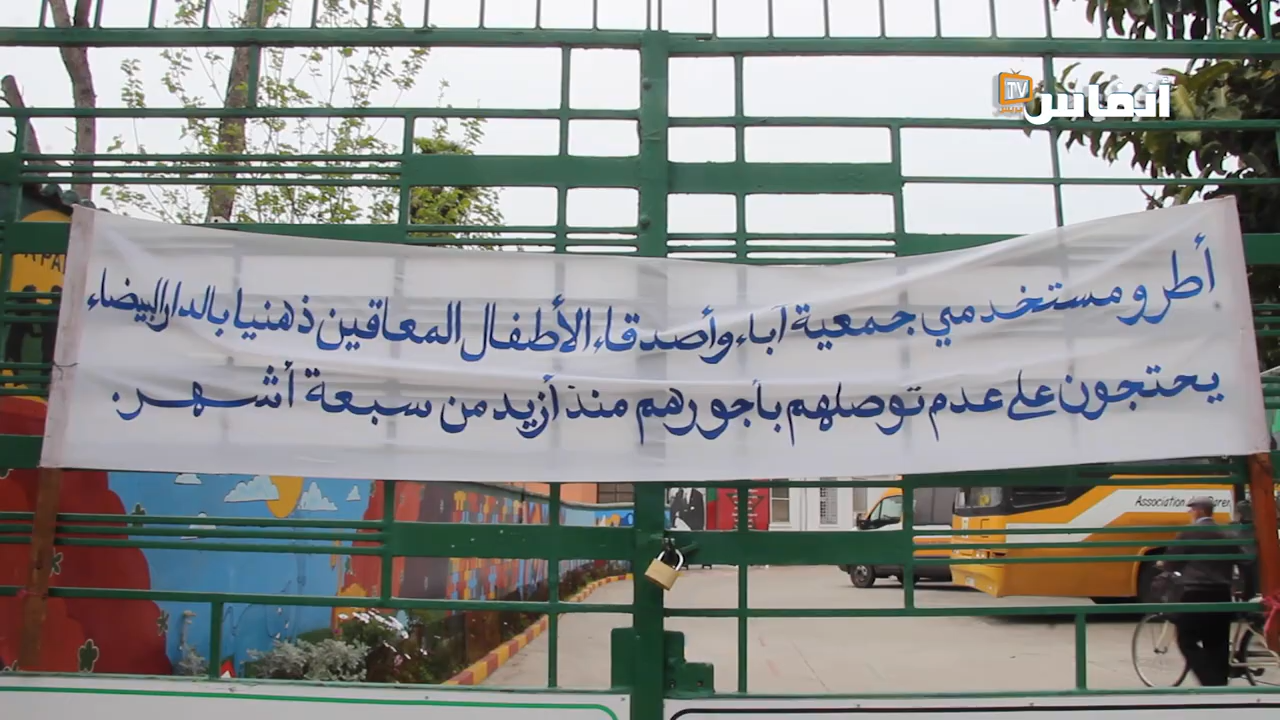 TV أنفاس
أطر و مستخدمي جمعية آباء وأصدقاء الأطفال المعاقين ذهنيا بالدار البيضاء
يحتجون على عدم توصلهم بأجورهم منذ أزيد من سبعة أشهر.
Association